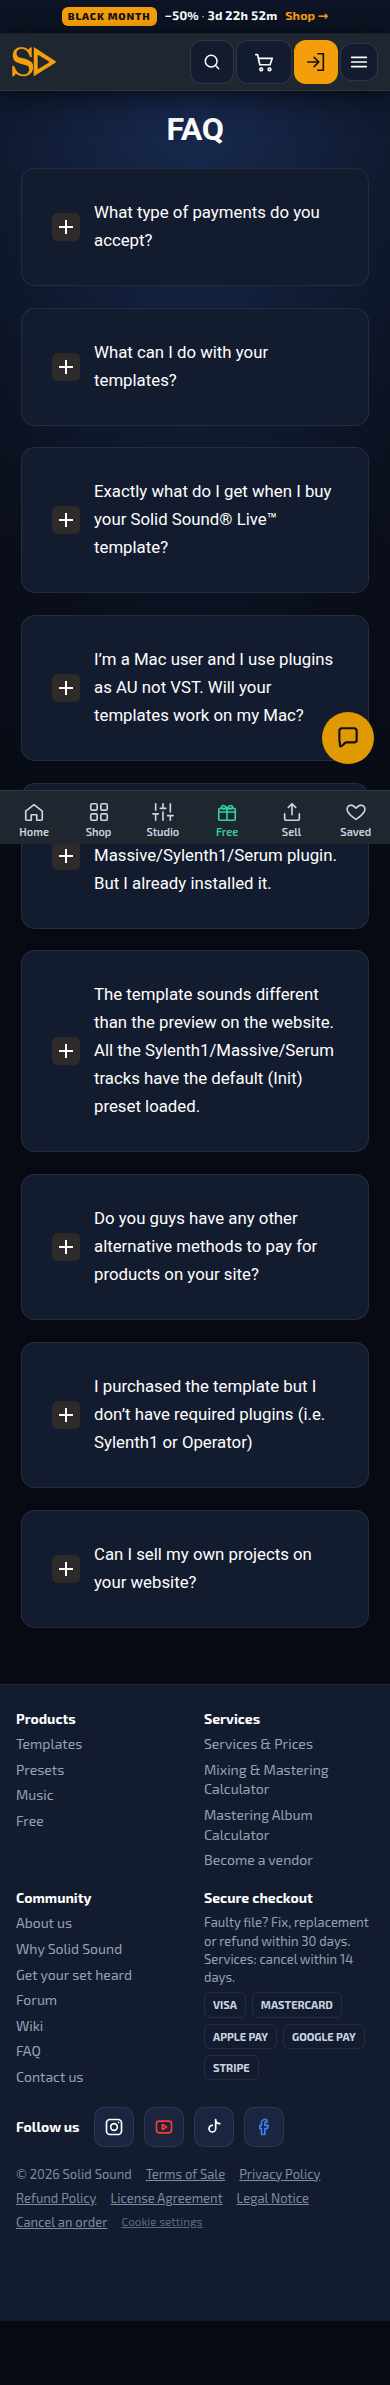 BLACK MONTH −50% · 3d 22h 52m Shop →
FAQ
What type of payments do you
accept?
What can I do with your
templates?
Exactly what do I get when I buy
your Solid Sound® Live™
template?
I’m a Mac user and I use plugins
as AU not VST. Will your
templates work on my Mac?
Home Shop Studio Free Sell Saved
Massive/Sylenth1/Serum plugin.
But I already installed it.
The template sounds different
than the preview on the website.
All the Sylenth1/Massive/Serum
tracks have the default (Init)
preset loaded.
Do you guys have any other
alternative methods to pay for
products on your site?
I purchased the template but I
don’t have required plugins (i.e.
Sylenth1 or Operator)
Can I sell my own projects on
your website?
Products
Templates
Presets
Music
Free
Services
Services & Prices
Mixing & Mastering
Calculator
Mastering Album
Calculator
Become a vendor
Community
About us
Why Solid Sound
Get your set heard
Forum
Wiki
FAQ
Contact us
Secure checkout
Faulty file? Fix, replacement
or refund within 30 days.
Services: cancel within 14
days.
VISA MASTERCARD
APPLE PAY GOOGLE PAY
STRIPE
Follow us
© 2026 Solid Sound Terms of Sale Privacy Policy
Refund Policy License Agreement Legal Notice
Cancel an order Cookie settings